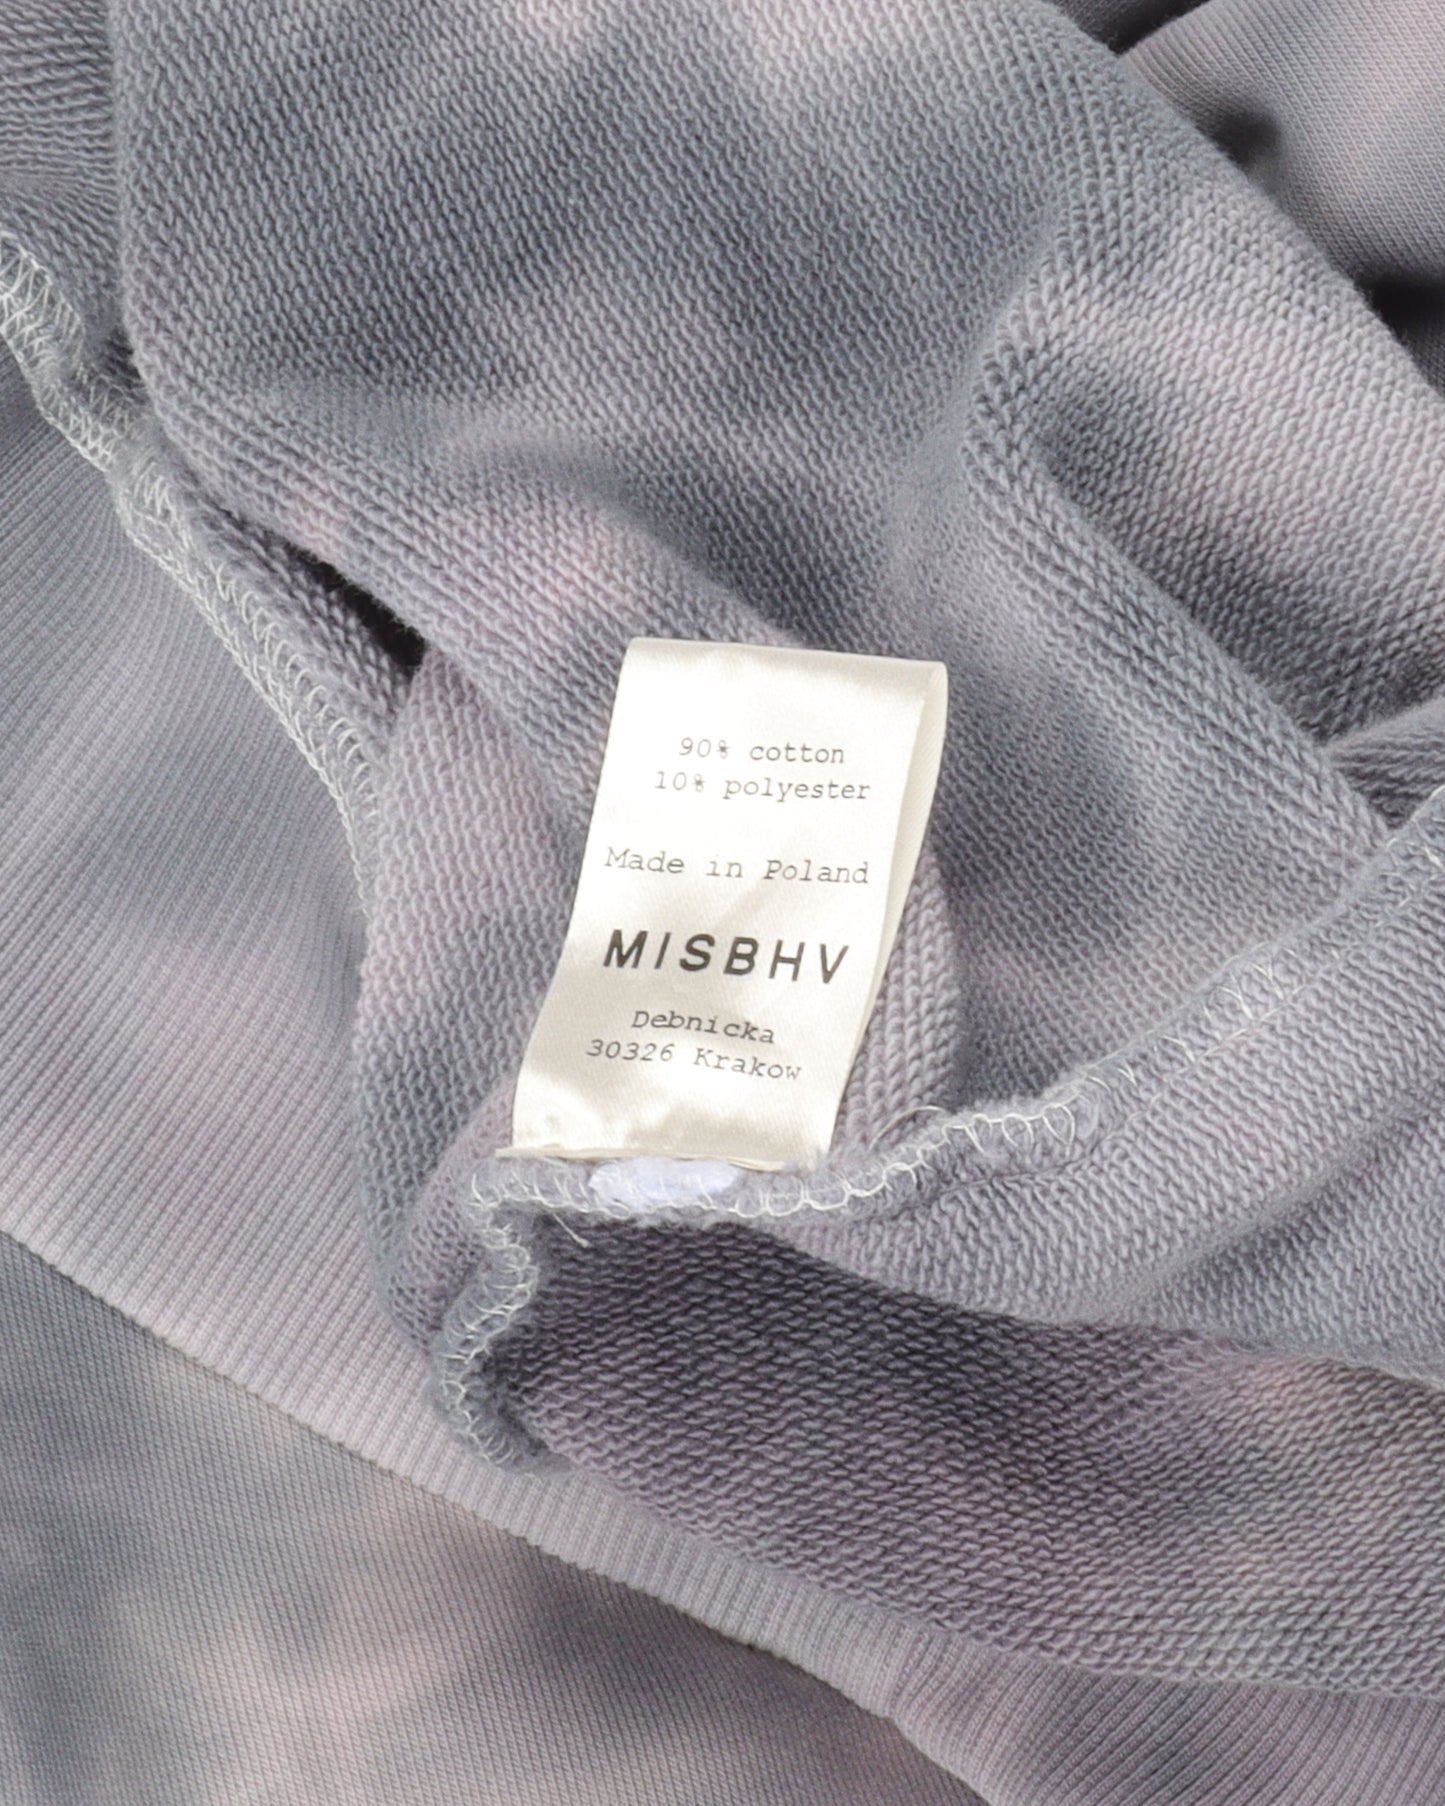 90% cotton
10% polyester
Made in Poland
MISBHV
Debnicka
30326 Krakow